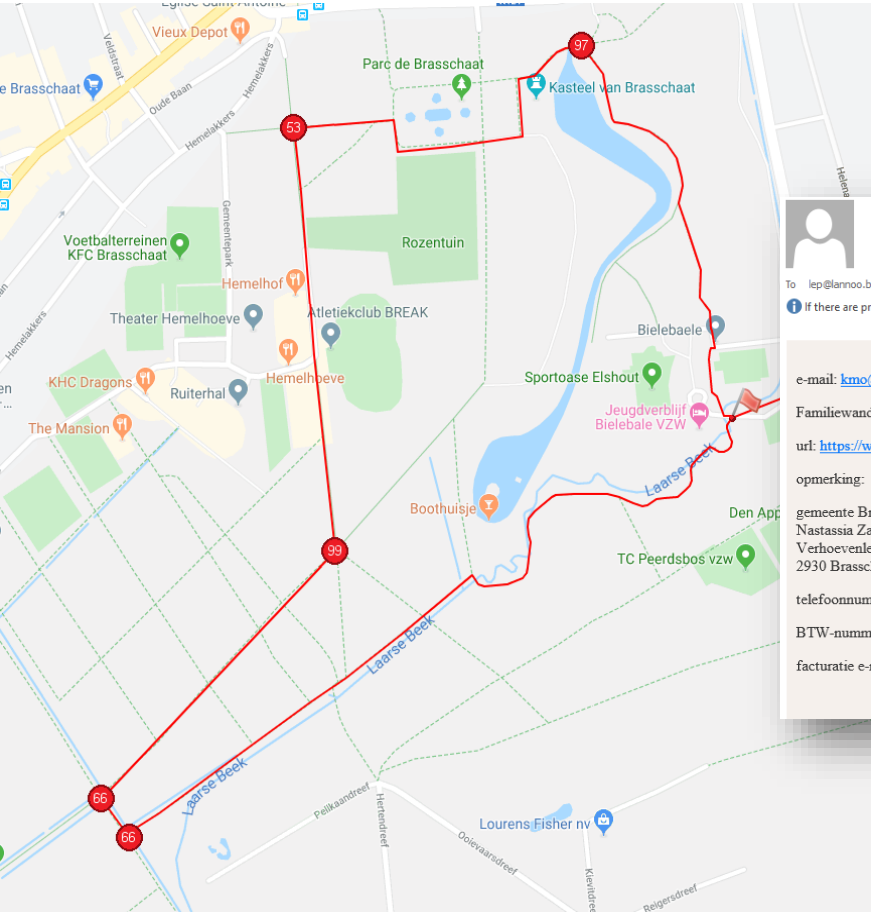 Eglise Saint-Antoine
Vieux Depot
97
Parc de Brasschaat
Veldstraat
Hemelakkers
e Brasschaat
Kasteel van Brasschaat
Oude Baan
53
Hemelakkers
Helena
Gemeentepark
Voetbalterreinen
KFC Brasschaat
Rozentuin
Hemelhof
To lep@lannoo.b
If there are pr
Theater Hemelhoeve
Atletiekclub BREAK
Hemelakkers
Bielebaele
KHC Dragons
Hemelhoeve
Sportoase Elshout
e-mail: kmo@
en
...
Ruiterhal
Jeugdverblijf
Bielebale VZW
Familiewand
The Mansion
url: https://w
Laarse Beek
opmerking:
Boothuisje
Den App
gemeente Br
Nastassia Za
Verhoevenle
2930 Brassch
99
TC Peerdsbos vzw
telefoonnum
BTW-numm
Laarse Beek
facturatie e-m
66
Laarse Beek
Pelikaandreef
Hertendreef
66
Lourens Fisher nv
Ooievaarsdreef
Klevitdree
Reigersdreef